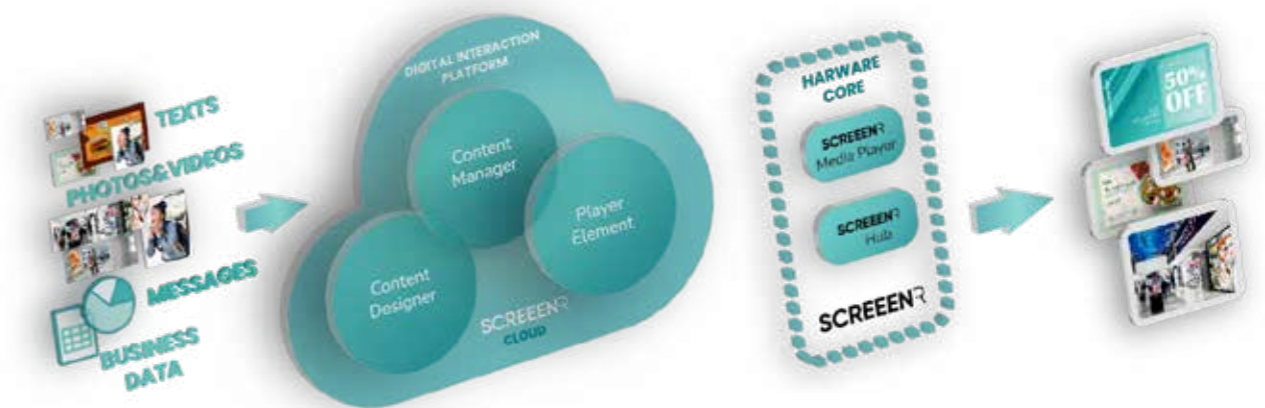 TEXTS
PHOTOS&VIDEOS
MESSAGES
BUSINESS
DATA
DIGITAL INTERACTION
PLATFORM
Content
Manager
Player
Element
Content
Designer
SCREEENR
CLOUD
HARWARE
CORE
SCREEENR
Media Player
SCREEENR
Hub
SCREEENR
50%
OFF